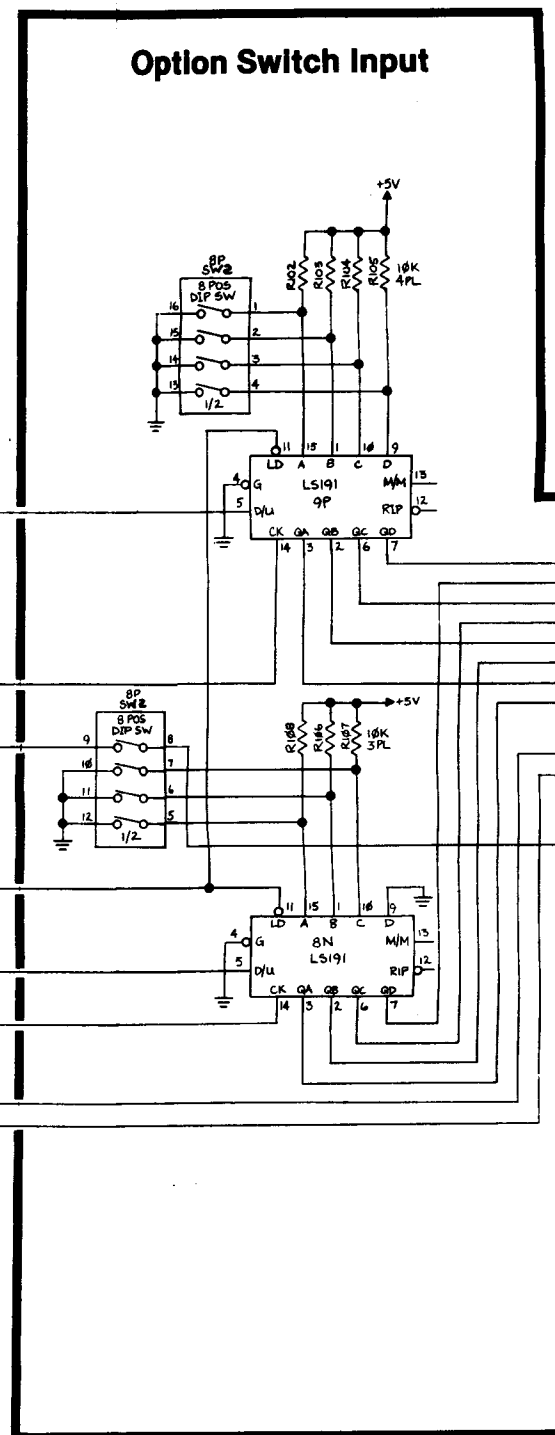 Option Switch Input
+5V
8P
SW2
8 POS
DIP SW
16 1
15 2
14 3
13 4
1/2
R102 R103 R104 R105 10K
4PL
11 15 1 10 9
LD A B C D
4 G LS191 M/M 13
9P
5 D/U RIP 12
CK QA QB QC QD
14 3 2 6 7
8P
SW2
8 POS
DIP SW
9 8
10 7
11 6
12 5
1/2
+5V
R108 R106 R107 10K
3PL
11 15 1 10 9
LD A B C D
4 G 8N M/M 13
LS191
5 D/U RIP 12
CK QA QB QC QD
14 3 2 6 7